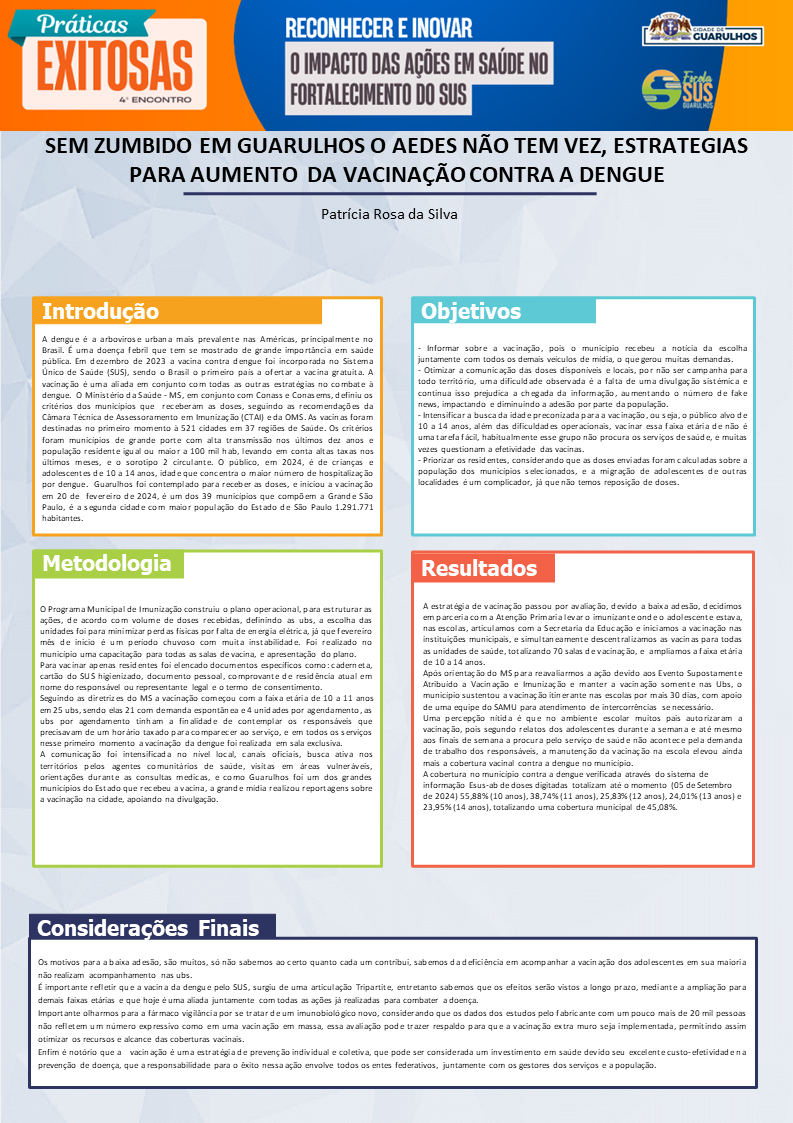 Práticas
EXITOSAS
4º ENCONTRO
RECONHECER E INOVAR
O IMPACTO DAS AÇÕES EM SAÚDE NO
FORTALECIMENTO DO SUS
CIDADE DE
GUARULHOS
Escola
SUS
GUARULHOS
SEM ZUMBIDO EM GUARULHOS O AEDES NÃO TEM VEZ, ESTRATEGIAS
PARA AUMENTO DA VACINAÇÃO CONTRA A DENGUE
Patrícia Rosa da Silva
Introdução
A dengue é a arbovirose urbana mais prevalente nas Américas, principalmente no
Brasil. É uma doença febril que tem se mostrado de grande importância em saúde
pública. Em dezembro de 2023 a vacina contra dengue foi incorporada no Sistema
Único de Saúde (SUS), sendo o Brasil o primeiro país a ofertar a vacina gratuita. A
vacinação é uma aliada em conjunto com todas as outras estratégias no combate à
dengue. O Ministério da Saúde - MS, em conjunto com Conass e Conasems, definiu os
critérios dos municípios que receberam as doses, seguindo as recomendações da
Câmara Técnica de Assessoramento em Imunização (CTAI) e da OMS. As vacinas foram
destinadas no primeiro momento à 521 cidades em 37 regiões de Saúde. Os critérios
foram municípios de grande porte com alta transmissão nos últimos dez anos e
população residente igual ou maior a 100 mil hab, levando em conta altas taxas nos
últimos meses, e o sorotipo 2 circulante. O público, em 2024, é de crianças e
adolescentes de 10 a 14 anos, idade que concentra o maior número de hospitalização
por dengue. Guarulhos foi contemplado para receber as doses, e iniciou a vacinação
em 20 de fevereiro de 2024, é um dos 39 municípios que compõem a Grande São
Paulo, é a segunda cidade com maior população do Estado de São Paulo 1.291.771
habitantes.
Objetivos
- Informar sobre a vacinação, pois o município recebeu a notícia da escolha
juntamente com todos os demais veículos de mídia, o que gerou muitas demandas.
- Otimizar a comunicação das doses disponíveis e locais, por não ser campanha para
todo território, uma dificuldade observada é a falta de uma divulgação sistémica e
continua isso prejudica a chegada da informação, aumentando o número de fake
news, impactando e diminuindo a adesão por parte da população.
- Intensificar a busca da idade preconizada para a vacinação, ou seja, o público alvo de
10 a 14 anos, além das dificuldades operacionais, vacinar essa faixa etária de não é
uma tarefa fácil, habitualmente esse grupo não procura os serviços de saúde, e muitas
vezes questionam a efetividade das vacinas.
- Priorizar os residentes, considerando que as doses enviadas foram calculadas sobre a
população dos municípios selecionados, e a migração de adolescentes de outras
localidades é um complicador, já que não temos reposição de doses.
Metodologia
O Programa Municipal de Imunização construiu o plano operacional, para estruturar as
ações, de acordo com volume de doses recebidas, definindo as ubs, a escolha das
unidades foi para minimizar perdas físicas por falta de energia elétrica, já que fevereiro
mês de início é um período chuvoso com muita instabilidade. Foi realizado no
município uma capacitação para todas as salas de vacina, e apresentação do plano.
Para vacinar apenas residentes foi elencado documentos específicos como: caderneta,
cartão do SUS higienizado, documento pessoal, comprovante de residência atual em
nome do responsável ou representante legal e o termo de consentimento.
Seguindo as diretrizes do MS a vacinação começou com a faixa etária de 10 a 11 anos
em 25 ubs, sendo elas 21 com demanda espontânea e 4 unidades por agendamento, as
ubs por agendamento tinham a finalidade de contemplar os responsáveis que
precisavam de um horário taxado para comparecer ao serviço, e em todos os serviços
nesse primeiro momento a vacinação da dengue foi realizada em sala exclusiva.
A comunicação foi intensificada no nível local, canais oficiais, busca ativa nos
territórios pelos agentes comunitários de saúde, visitas em áreas vulneráveis,
orientações durante as consultas medicas, e como Guarulhos foi um dos grandes
municípios do Estado que recebeu a vacina, a grande mídia realizou reportagens sobre
a vacinação na cidade, apoiando na divulgação.
Resultados
A estratégia de vacinação passou por avaliação, devido a baixa adesão, decidimos
em parceria com a Atenção Primaria levar o imunizante onde o adolescente estava,
nas escolas, articulamos com a Secretaria da Educação e iniciamos a vacinação nas
instituições municipais, e simultaneamente descentralizamos as vacinas para todas
as unidades de saúde, totalizando 70 salas de vacinação, e ampliamos a faixa etária
de 10 a 14 anos.
Após orientação do MS para reavaliarmos a ação devido aos Evento Supostamente
Atribuído a Vacinação e Imunização e manter a vacinação somente nas Ubs, o
município sustentou a vacinação itinerante nas escolas por mais 30 dias, com apoio
de uma equipe do SAMU para atendimento de intercorrências se necessário.
Uma percepção nítida é que no ambiente escolar muitos pais autorizaram a
vacinação, pois segundo relatos dos adolescentes durante a semana e até mesmo
aos finais de semana a procura pelo serviço de saúde não acontece pela demanda
de trabalho dos responsáveis, a manutenção da vacinação na escola elevou ainda
mais a cobertura vacinal contra a dengue no município.
A cobertura no município contra a dengue verificada através do sistema de
informação Esus-ab de doses digitadas totalizam até o momento (05 de Setembro
de 2024) 55,88% (10 anos), 38,74% (11 anos), 25,83% (12 anos), 24,01% (13 anos) e
23,95% (14 anos), totalizando uma cobertura municipal de 45,08%.
Considerações Finais
Os motivos para a baixa adesão, são muitos, só não sabemos ao certo quanto cada um contribui, sabemos da deficiência em acompanhar a vacinação dos adolescentes em sua maioria
não realizam acompanhamento nas ubs.
É importante refletir que a vacina da dengue pelo SUS, surgiu de uma articulação Tripartite, entretanto sabemos que os efeitos serão vistos a longo prazo, mediante a ampliação para
demais faixas etárias e que hoje é uma aliada juntamente com todas as ações já realizadas para combater a doença.
Importante olharmos para a fármaco vigilância por se tratar de um imunobiológico novo, considerando que os dados dos estudos pelo fabricante com um pouco mais de 20 mil pessoas
não refletem um número expressivo como em uma vacinação em massa, essa avaliação pode trazer respaldo para que a vacinação extra muro seja implementada, permitindo assim
otimizar os recursos e alcance das coberturas vacinais.
Enfim é notório que a vacinação é uma estratégia de prevenção individual e coletiva, que pode ser considerada um investimento em saúde devido seu excelente custo-efetividade na
prevenção de doença, que a responsabilidade para o êxito nessa ação envolve todos os entes federativos, juntamente com os gestores dos serviços e a população.